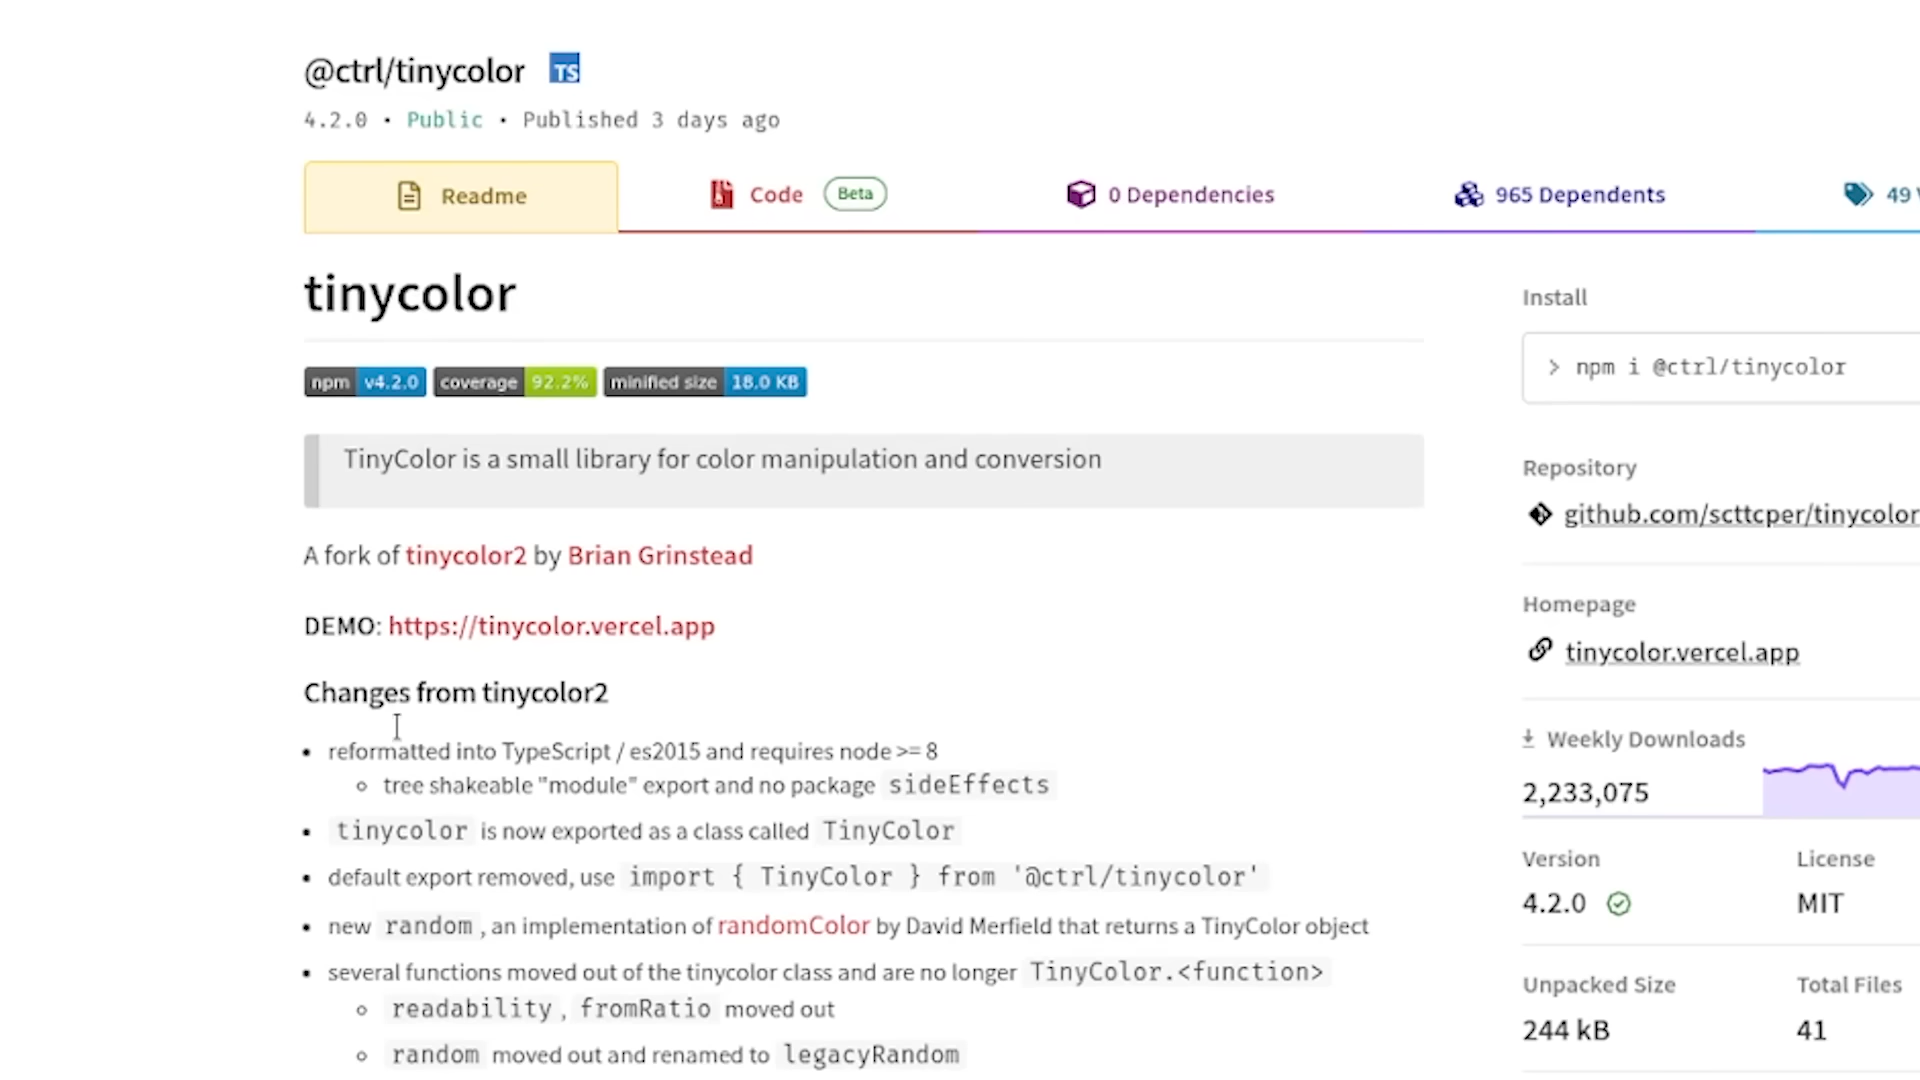 @ctrl/tinycolor TS
4.2.0 • Public • Published 3 days ago
Readme
Code Beta
0 Dependencies
965 Dependents
49
tinycolor
npm v4.2.0 coverage 92.2% minified size 18.0 KB
TinyColor is a small library for color manipulation and conversion
A fork of tinycolor2 by Brian Grinstead
DEMO: https://tinycolor.vercel.app
Changes from tinycolor2
• reformatted into TypeScript / es2015 and requires node >= 8
◦ tree shakeable "module" export and no package sideEffects
• tinycolor is now exported as a class called TinyColor
• default export removed, use import { TinyColor } from '@ctrl/tinycolor'
• new random , an implementation of randomColor by David Merfield that returns a TinyColor object
• several functions moved out of the tinycolor class and are no longer TinyColor.<function>
◦ readability , fromRatio moved out
◦ random moved out and renamed to legacyRandom
Install
> npm i @ctrl/tinycolor
Repository
github.com/scttcper/tinycolor
Homepage
tinycolor.vercel.app
Weekly Downloads
2,233,075
Version License
4.2.0 MIT
Unpacked Size Total Files
244 kB 41